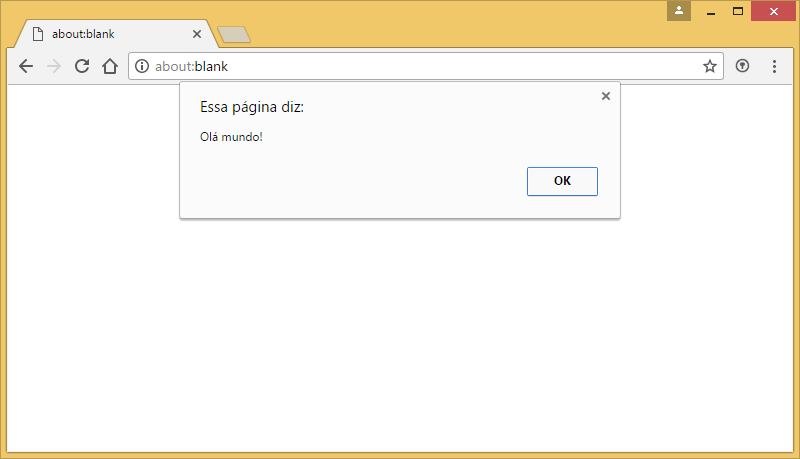 about:blank
about:blank
Essa página diz:
Olá mundo!
OK